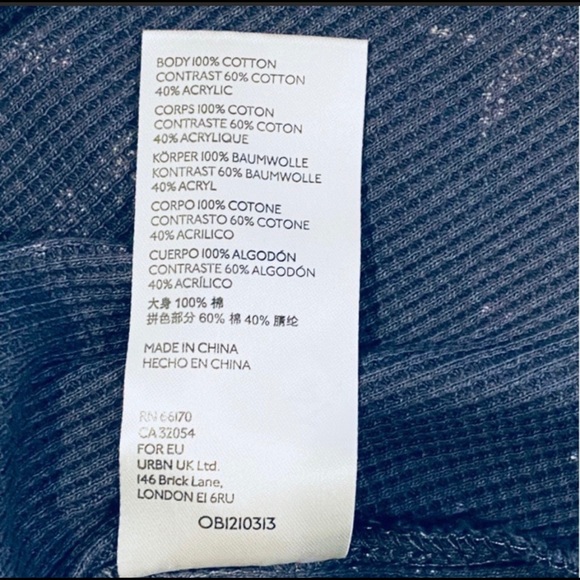 BODY 100% COTTON
CONTRAST 60% COTTON
40% ACRYLIC
CORPS 100% COTON
CONTRASTE 60% COTON
40% ACRYLIQUE
KÖRPER 100% BAUMWOLLE
KONTRAST 60% BAUMWOLLE
40% ACRYL
CORPO 100% COTONE
CONTRASTO 60% COTONE
40% ACRILICO
CUERPO 100% ALGODÓN
CONTRASTE 60% ALGODÓN
40% ACRÍLICO
大身 100% 棉
拼色部分 60% 棉 40% 腈纶
MADE IN CHINA
HECHO EN CHINA
RN 66170
CA 32054
FOR EU
URBN UK Ltd.
146 Brick Lane,
LONDON E1 6RU
OB1210313